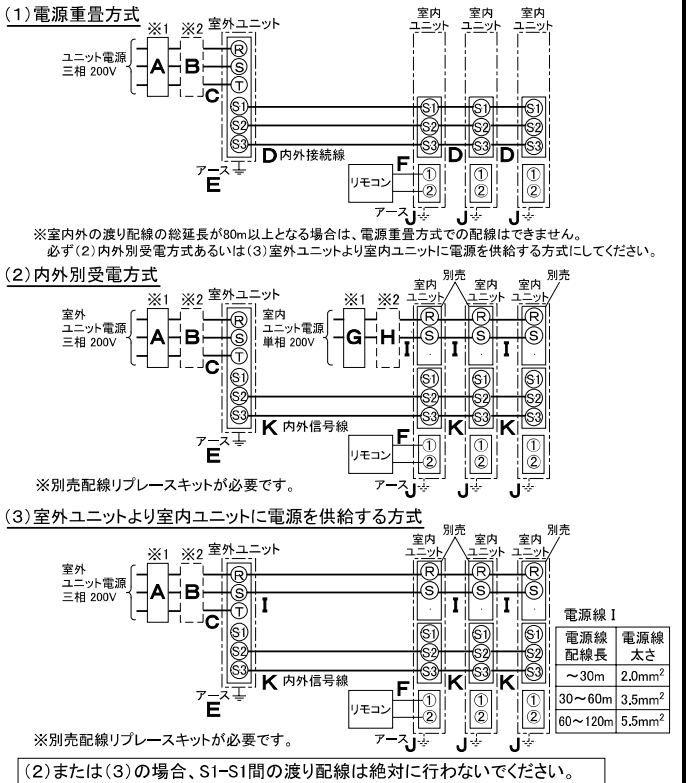 (1)電源重畳方式
※1 ※2 室外ユニット
室内ユニット 室内ユニット 室内ユニット
ユニット電源
三相 200V
A B C
R
S
T
S1
S2
S3
S1 S1 S1
S2 S2 S2
S3 S3 S3
D 内外接続線
D D
F
リモコン
① ① ①
② ② ②
アース
E
アース J J J
※室内外の渡り配線の総延長が80m以上となる場合は、電源重畳方式での配線はできません。
必ず(2)内外別受電方式あるいは(3)室外ユニットより室内ユニットに電源を供給する方式にしてください。
(2)内外別受電方式
※1 ※2 室外ユニット
※1 ※2
室内ユニット 別売 室内ユニット 室内ユニット 別売
室外
ユニット電源
三相 200V
A B C
R
S
T
S1
S2
S3
室内
ユニット電源
単相 200V
G H
I I I
R R R
S S S
S1 S1 S1
S2 S2 S2
S3 S3 S3
K 内外信号線
K K
F
リモコン
① ① ①
② ② ②
アース
E
アース J J J
※別売配線リプレースキットが必要です。
(3)室外ユニットより室内ユニットに電源を供給する方式
※1 ※2 室外ユニット
室内ユニット 別売 室内ユニット 室内ユニット 別売
室外
ユニット電源
三相 200V
A B C
R
S
T
S1
S2
S3
I I I
R R R
S S S
S1 S1 S1
S2 S2 S2
S3 S3 S3
K 内外信号線
K K
F
リモコン
① ① ①
② ② ②
アース
E
アース J J J
電源線 I
電源線配線長 電源線太さ
~30m 2.0mm²
30~60m 3.5mm²
60~120m 5.5mm²
※別売配線リプレースキットが必要です。
(2)または(3)の場合、S1-S1間の渡り配線は絶対に行わないでください。